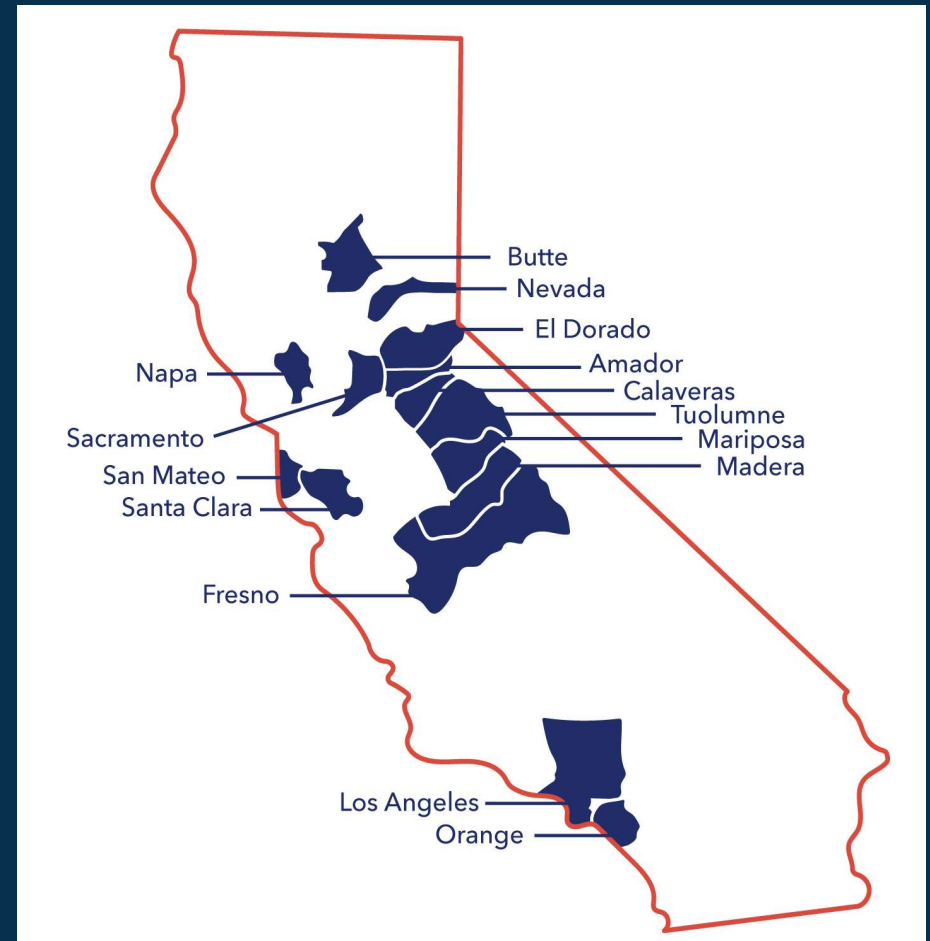 Butte
Nevada
El Dorado
Amador
Napa
Calaveras
Tuolumne
Sacramento
Mariposa
Madera
San Mateo
Santa Clara
Fresno
Los Angeles
Orange